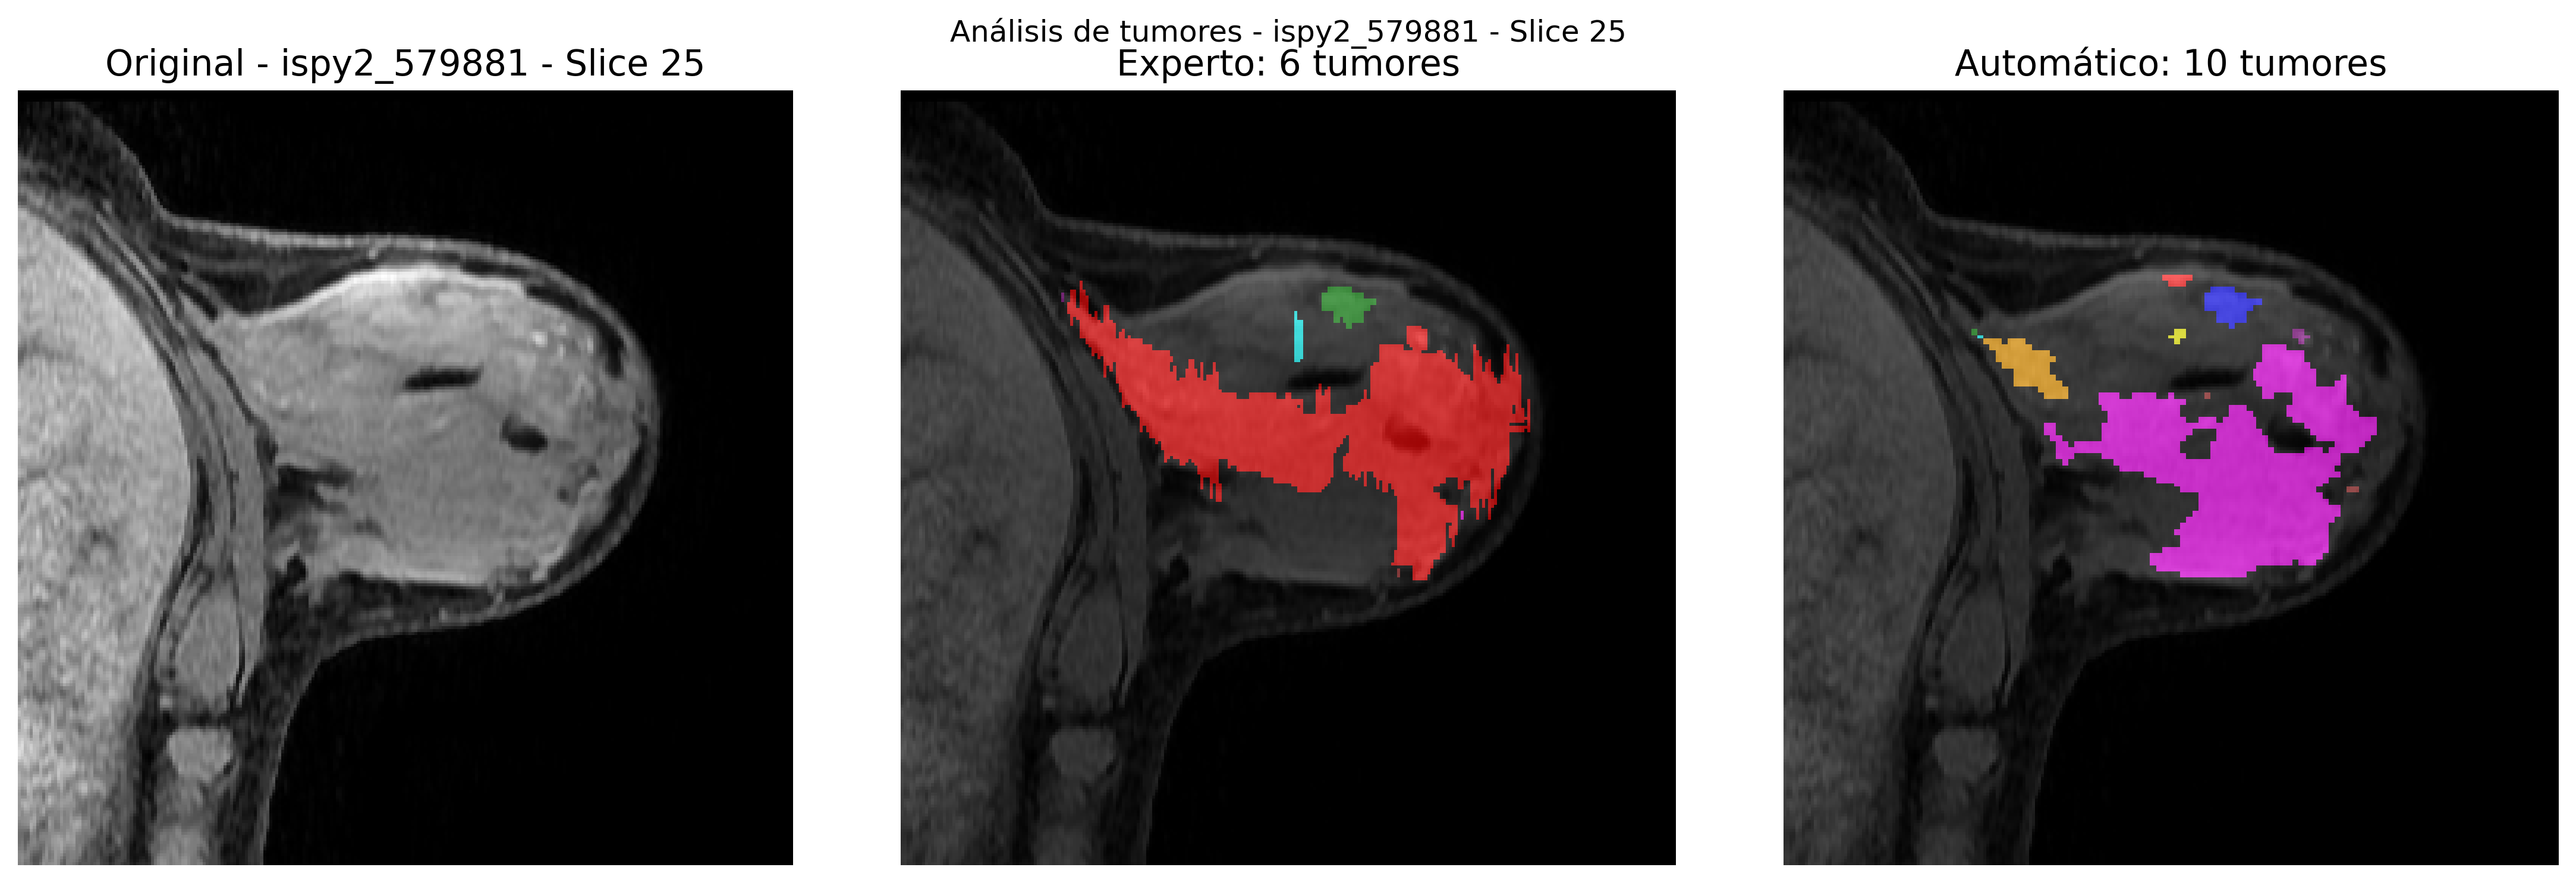 Análisis de tumores - ispy2_579881 - Slice 25
Original - ispy2_579881 - Slice 25
Experto: 6 tumores
Automático: 10 tumores